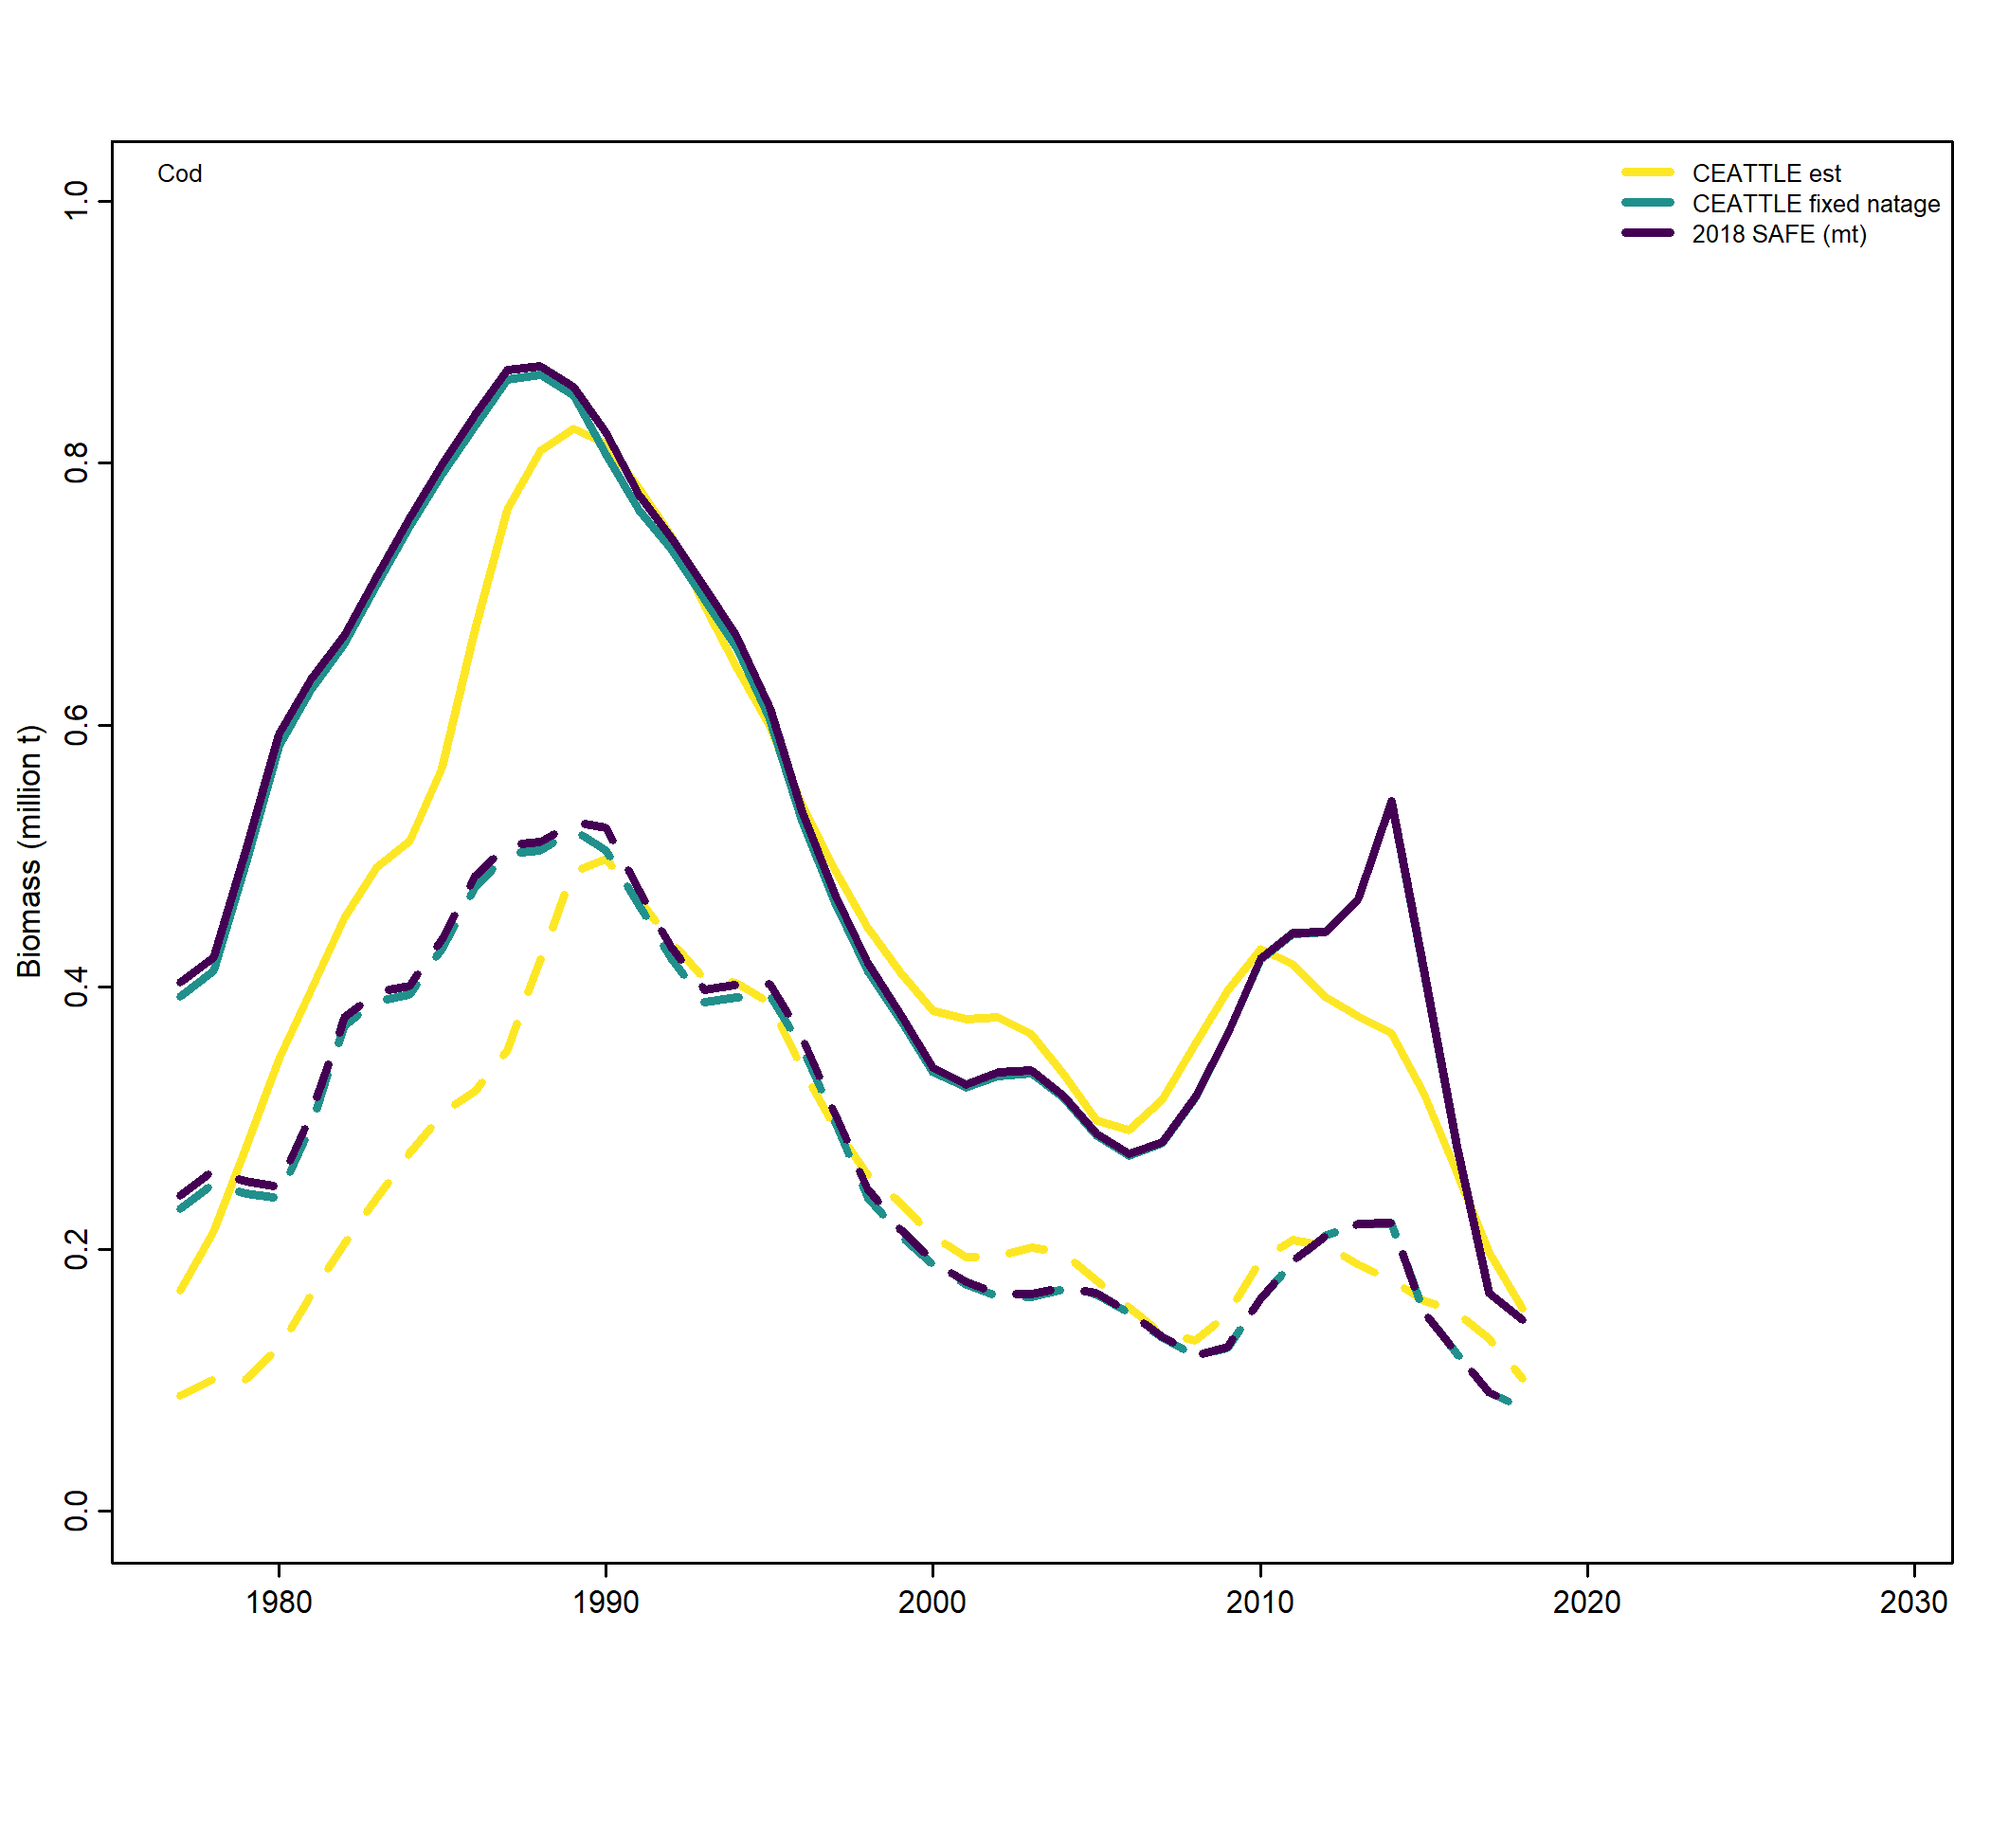 Cod
CEATTLE est
CEATTLE fixed natage
2018 SAFE (mt)
Biomass (million t)
1.0
0.8
0.6
0.4
0.2
0.0
1980 1990 2000 2010 2020 2030